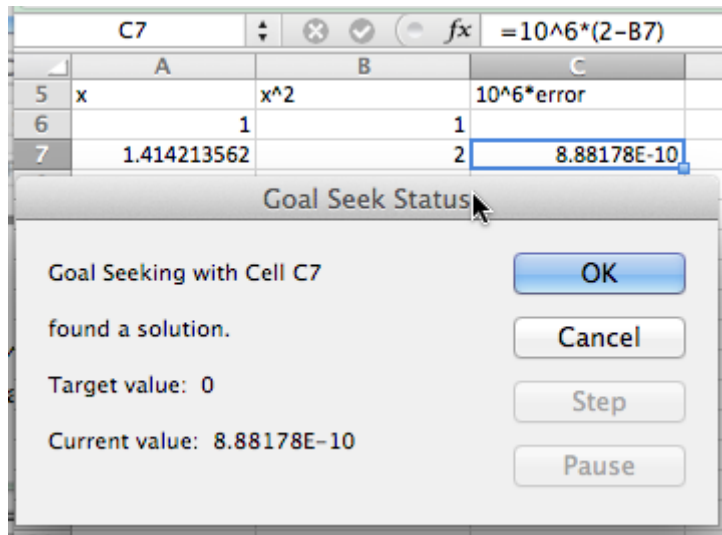 C7 fx =10^6*(2-B7)
A B C
5 x x^2 10^6*error
6 1 1
7 1.414213562 2 8.88178E-10
Goal Seek Status
Goal Seeking with Cell C7
found a solution.
Target value: 0
Current value: 8.88178E-10
OK
Cancel
Step
Pause